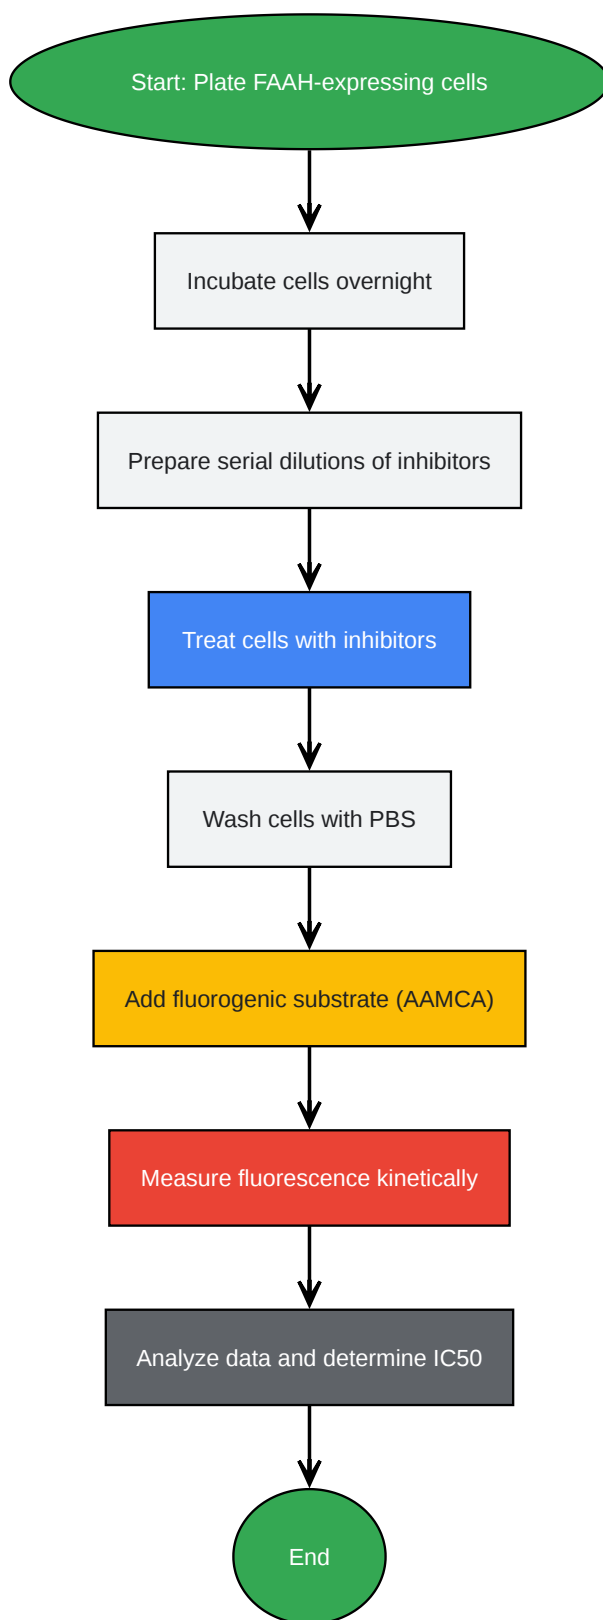 Start: Plate FAAH-expressing cells
Incubate cells overnight
Prepare serial dilutions of inhibitors
Treat cells with inhibitors
Wash cells with PBS
Add fluorogenic substrate (AAMCA)
Measure fluorescence kinetically
Analyze data and determine IC50
End